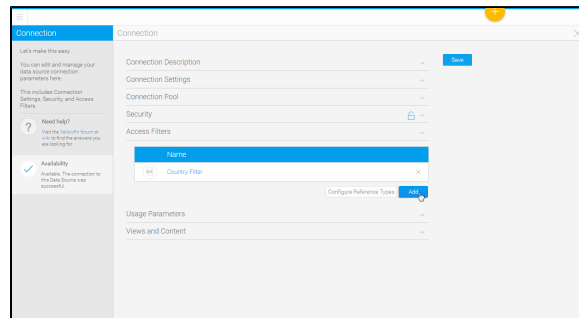 Connection
Connection
Let's make this easy
You can edit and manage your
data source connection
parameters here.
This includes Connection
Settings, Security, and Access
Filters.
Need help?
Visit the Yellowfin forum or
wiki to find the answers you
are looking for.
Availability
Available. The connection to
this Data Source was
successful.
Connection Description
Save
Connection Settings
Connection Pool
Security
Access Filters
Name
Country Filter
Configure Reference Types
Add
Usage Parameters
Views and Content